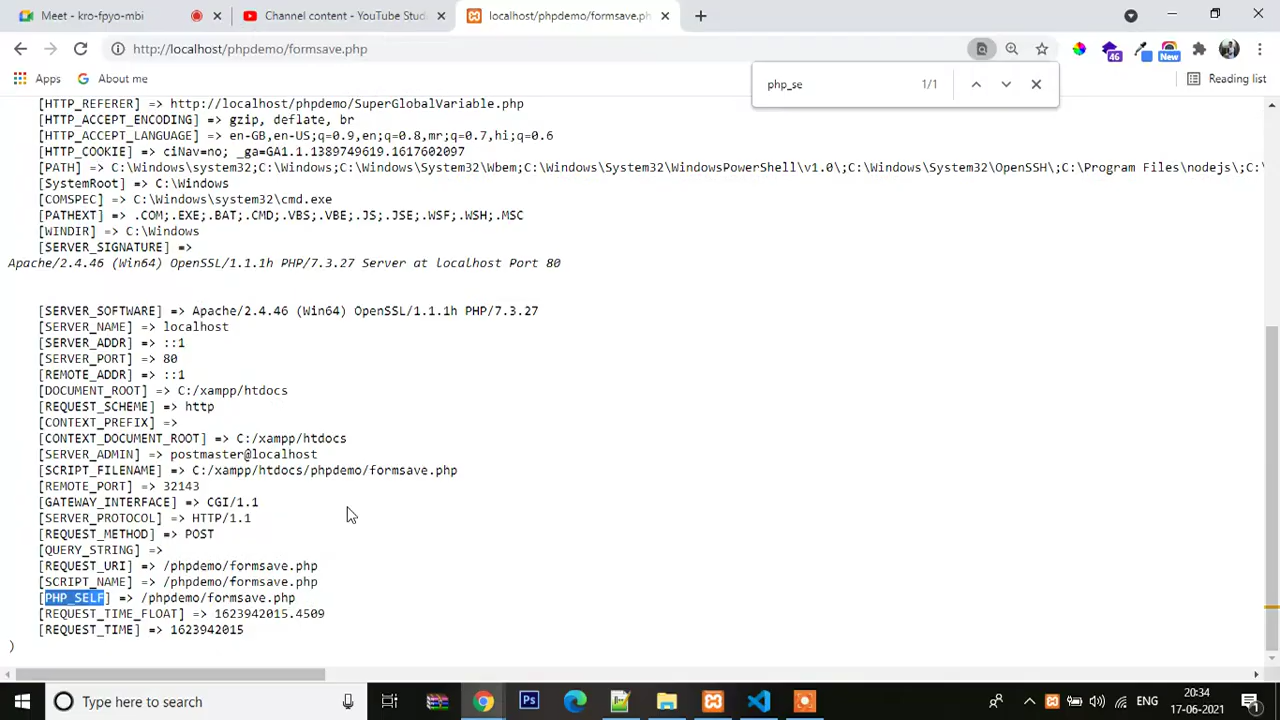 Meet - kro-fpyo-mbi
Channel content - YouTube Stud
localhost/phpdemo/formsave.ph
http://localhost/phpdemo/formsave.php
46
New
Apps
About me
Reading list
php_se
1/1
[HTTP_REFERER] => http://localhost/phpdemo/SuperGlobalVariable.php
[HTTP_ACCEPT_ENCODING] => gzip, deflate, br
[HTTP_ACCEPT_LANGUAGE] => en-GB,en-US;q=0.9,en;q=0.8,mr;q=0.7,hi;q=0.6
[HTTP_COOKIE] => ciNav=no; _ga=GA1.1.1389749619.1617602097
[PATH] => C:\Windows\system32;C:\Windows;C:\Windows\System32\Wbem;C:\Windows\System32\WindowsPowerShell\v1.0\;C:\Windows\System32\OpenSSH\;C:\Program Files\nodejs\;C:\
[SystemRoot] => C:\Windows
[COMSPEC] => C:\Windows\system32\cmd.exe
[PATHEXT] => .COM;.EXE;.BAT;.CMD;.VBS;.VBE;.JS;.JSE;.WSF;.WSH;.MSC
[WINDIR] => C:\Windows
[SERVER_SIGNATURE] =>
Apache/2.4.46 (Win64) OpenSSL/1.1.1h PHP/7.3.27 Server at localhost Port 80
[SERVER_SOFTWARE] => Apache/2.4.46 (Win64) OpenSSL/1.1.1h PHP/7.3.27
[SERVER_NAME] => localhost
[SERVER_ADDR] => ::1
[SERVER_PORT] => 80
[REMOTE_ADDR] => ::1
[DOCUMENT_ROOT] => C:/xampp/htdocs
[REQUEST_SCHEME] => http
[CONTEXT_PREFIX] =>
[CONTEXT_DOCUMENT_ROOT] => C:/xampp/htdocs
[SERVER_ADMIN] => postmaster@localhost
[SCRIPT_FILENAME] => C:/xampp/htdocs/phpdemo/formsave.php
[REMOTE_PORT] => 32143
[GATEWAY_INTERFACE] => CGI/1.1
[SERVER_PROTOCOL] => HTTP/1.1
[REQUEST_METHOD] => POST
[QUERY_STRING] =>
[REQUEST_URI] => /phpdemo/formsave.php
[SCRIPT_NAME] => /phpdemo/formsave.php
[PHP_SELF] => /phpdemo/formsave.php
[REQUEST_TIME_FLOAT] => 1623942015.4509
[REQUEST_TIME] => 1623942015
)
Type here to search
Ps
ENG
20:34
17-06-2021
1